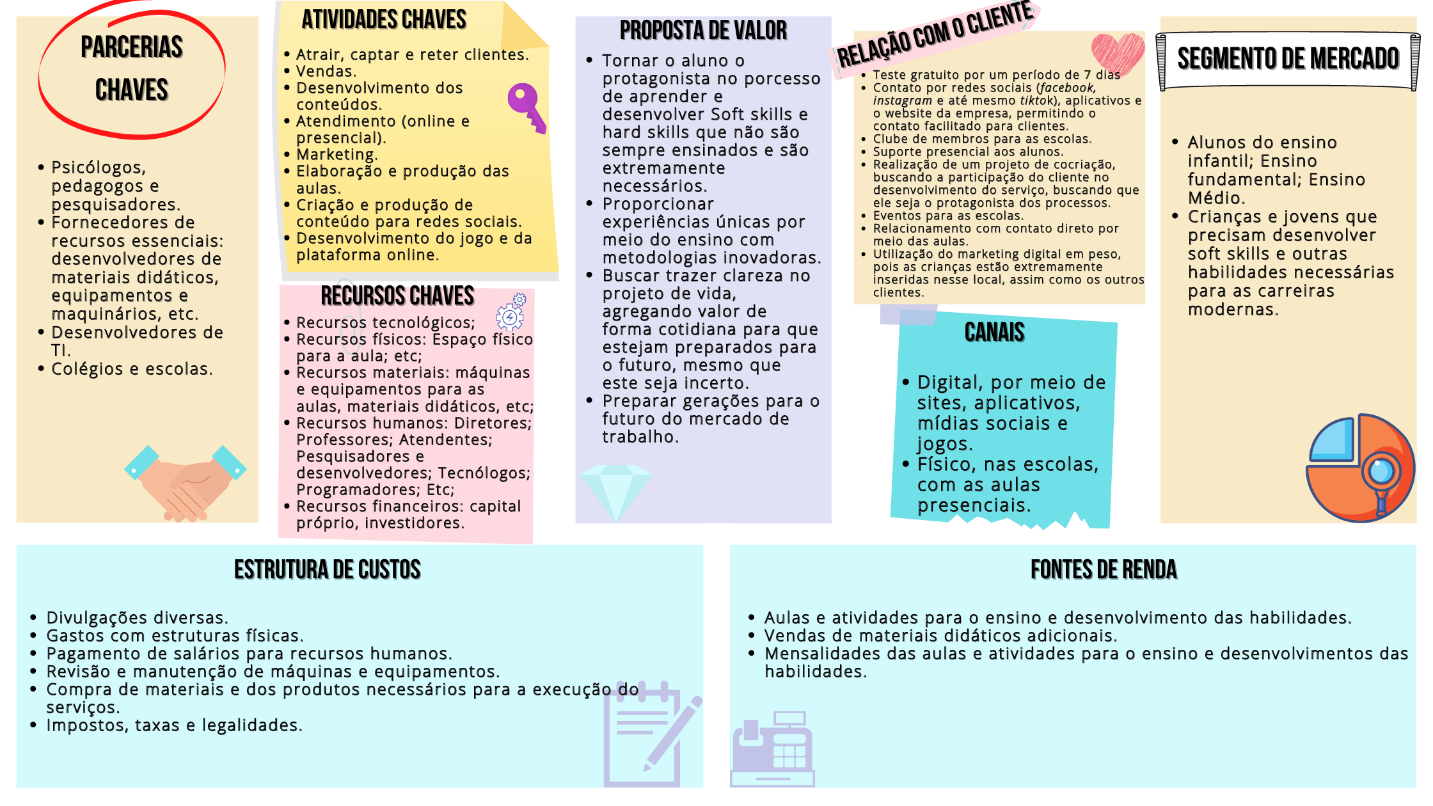 PARCERIAS
CHAVES
Psicólogos,
pedagogos e
pesquisadores.
Fornecedores de
recursos essenciais:
desenvolvedores de
materiais didáticos,
equipamentos e
maquinários, etc.
Desenvolvedores de
TI.
Colégios e escolas.
ATIVIDADES CHAVES
Atrair, captar e reter clientes.
Vendas.
Desenvolvimento dos
conteúdos.
Atendimento (online e
presencial).
Marketing.
Elaboração e produção das
aulas.
Criação e produção de
conteúdo para redes sociais.
Desenvolvimento do jogo e da
plataforma online.
RECURSOS CHAVES
Recursos tecnológicos;
Recursos físicos: Espaço físico
para a aula; etc;
Recursos materiais: máquinas
e equipamentos para as
aulas, materiais didáticos, etc;
Recursos humanos: Diretores;
Professores; Atendentes;
Pesquisadores e
desenvolvedores; Tecnólogos;
Programadores; Etc;
Recursos financeiros: capital
próprio, investidores.
PROPOSTA DE VALOR
Tornar o aluno o
protagonista no porcesso
de aprender e
desenvolver Soft skills e
hard skills que não são
sempre ensinados e são
extremamente
necessários.
Proporcionar
experiências únicas por
meio do ensino com
metodologias inovadoras.
Buscar trazer clareza no
projeto de vida,
agregando valor de
forma cotidiana para que
estejam preparados para
o futuro, mesmo que
este seja incerto.
Preparar gerações para o
futuro do mercado de
trabalho.
RELAÇÃO COM O CLIENTE
Teste gratuito por um período de 7 dias
Contato por redes sociais (facebook,
instagram e até mesmo tiktok), aplicativos e
o website da empresa, permitindo o
contato facilitado para clientes.
Clube de membros para as escolas.
Suporte presencial aos alunos.
Realização de um projeto de cocriação,
buscando a participação do cliente no
desenvolvimento do serviço, buscando que
ele seja o protagonista dos processos.
Eventos para as escolas.
Relacionamento com contato direto por
meio das aulas.
Utilização do marketing digital em peso,
pois as crianças estão extremamente
inseridas nesse local, assim como os outros
clientes.
CANAIS
Digital, por meio de
sites, aplicativos,
mídias sociais e
jogos.
Físico, nas escolas,
com as aulas
presenciais.
SEGMENTO DE MERCADO
Alunos do ensino
infantil; Ensino
fundamental; Ensino
Médio.
Crianças e jovens que
precisam desenvolver
soft skills e outras
habilidades necessárias
para as carreiras
modernas.
ESTRUTURA DE CUSTOS
Divulgações diversas.
Gastos com estruturas físicas.
Pagamento de salários para recursos humanos.
Revisão e manutenção de máquinas e equipamentos.
Compra de materiais e dos produtos necessários para a execução do
serviços.
Impostos, taxas e legalidades.
FONTES DE RENDA
Aulas e atividades para o ensino e desenvolvimento das habilidades.
Vendas de materiais didáticos adicionais.
Mensalidades das aulas e atividades para o ensino e desenvolvimentos das
habilidades.